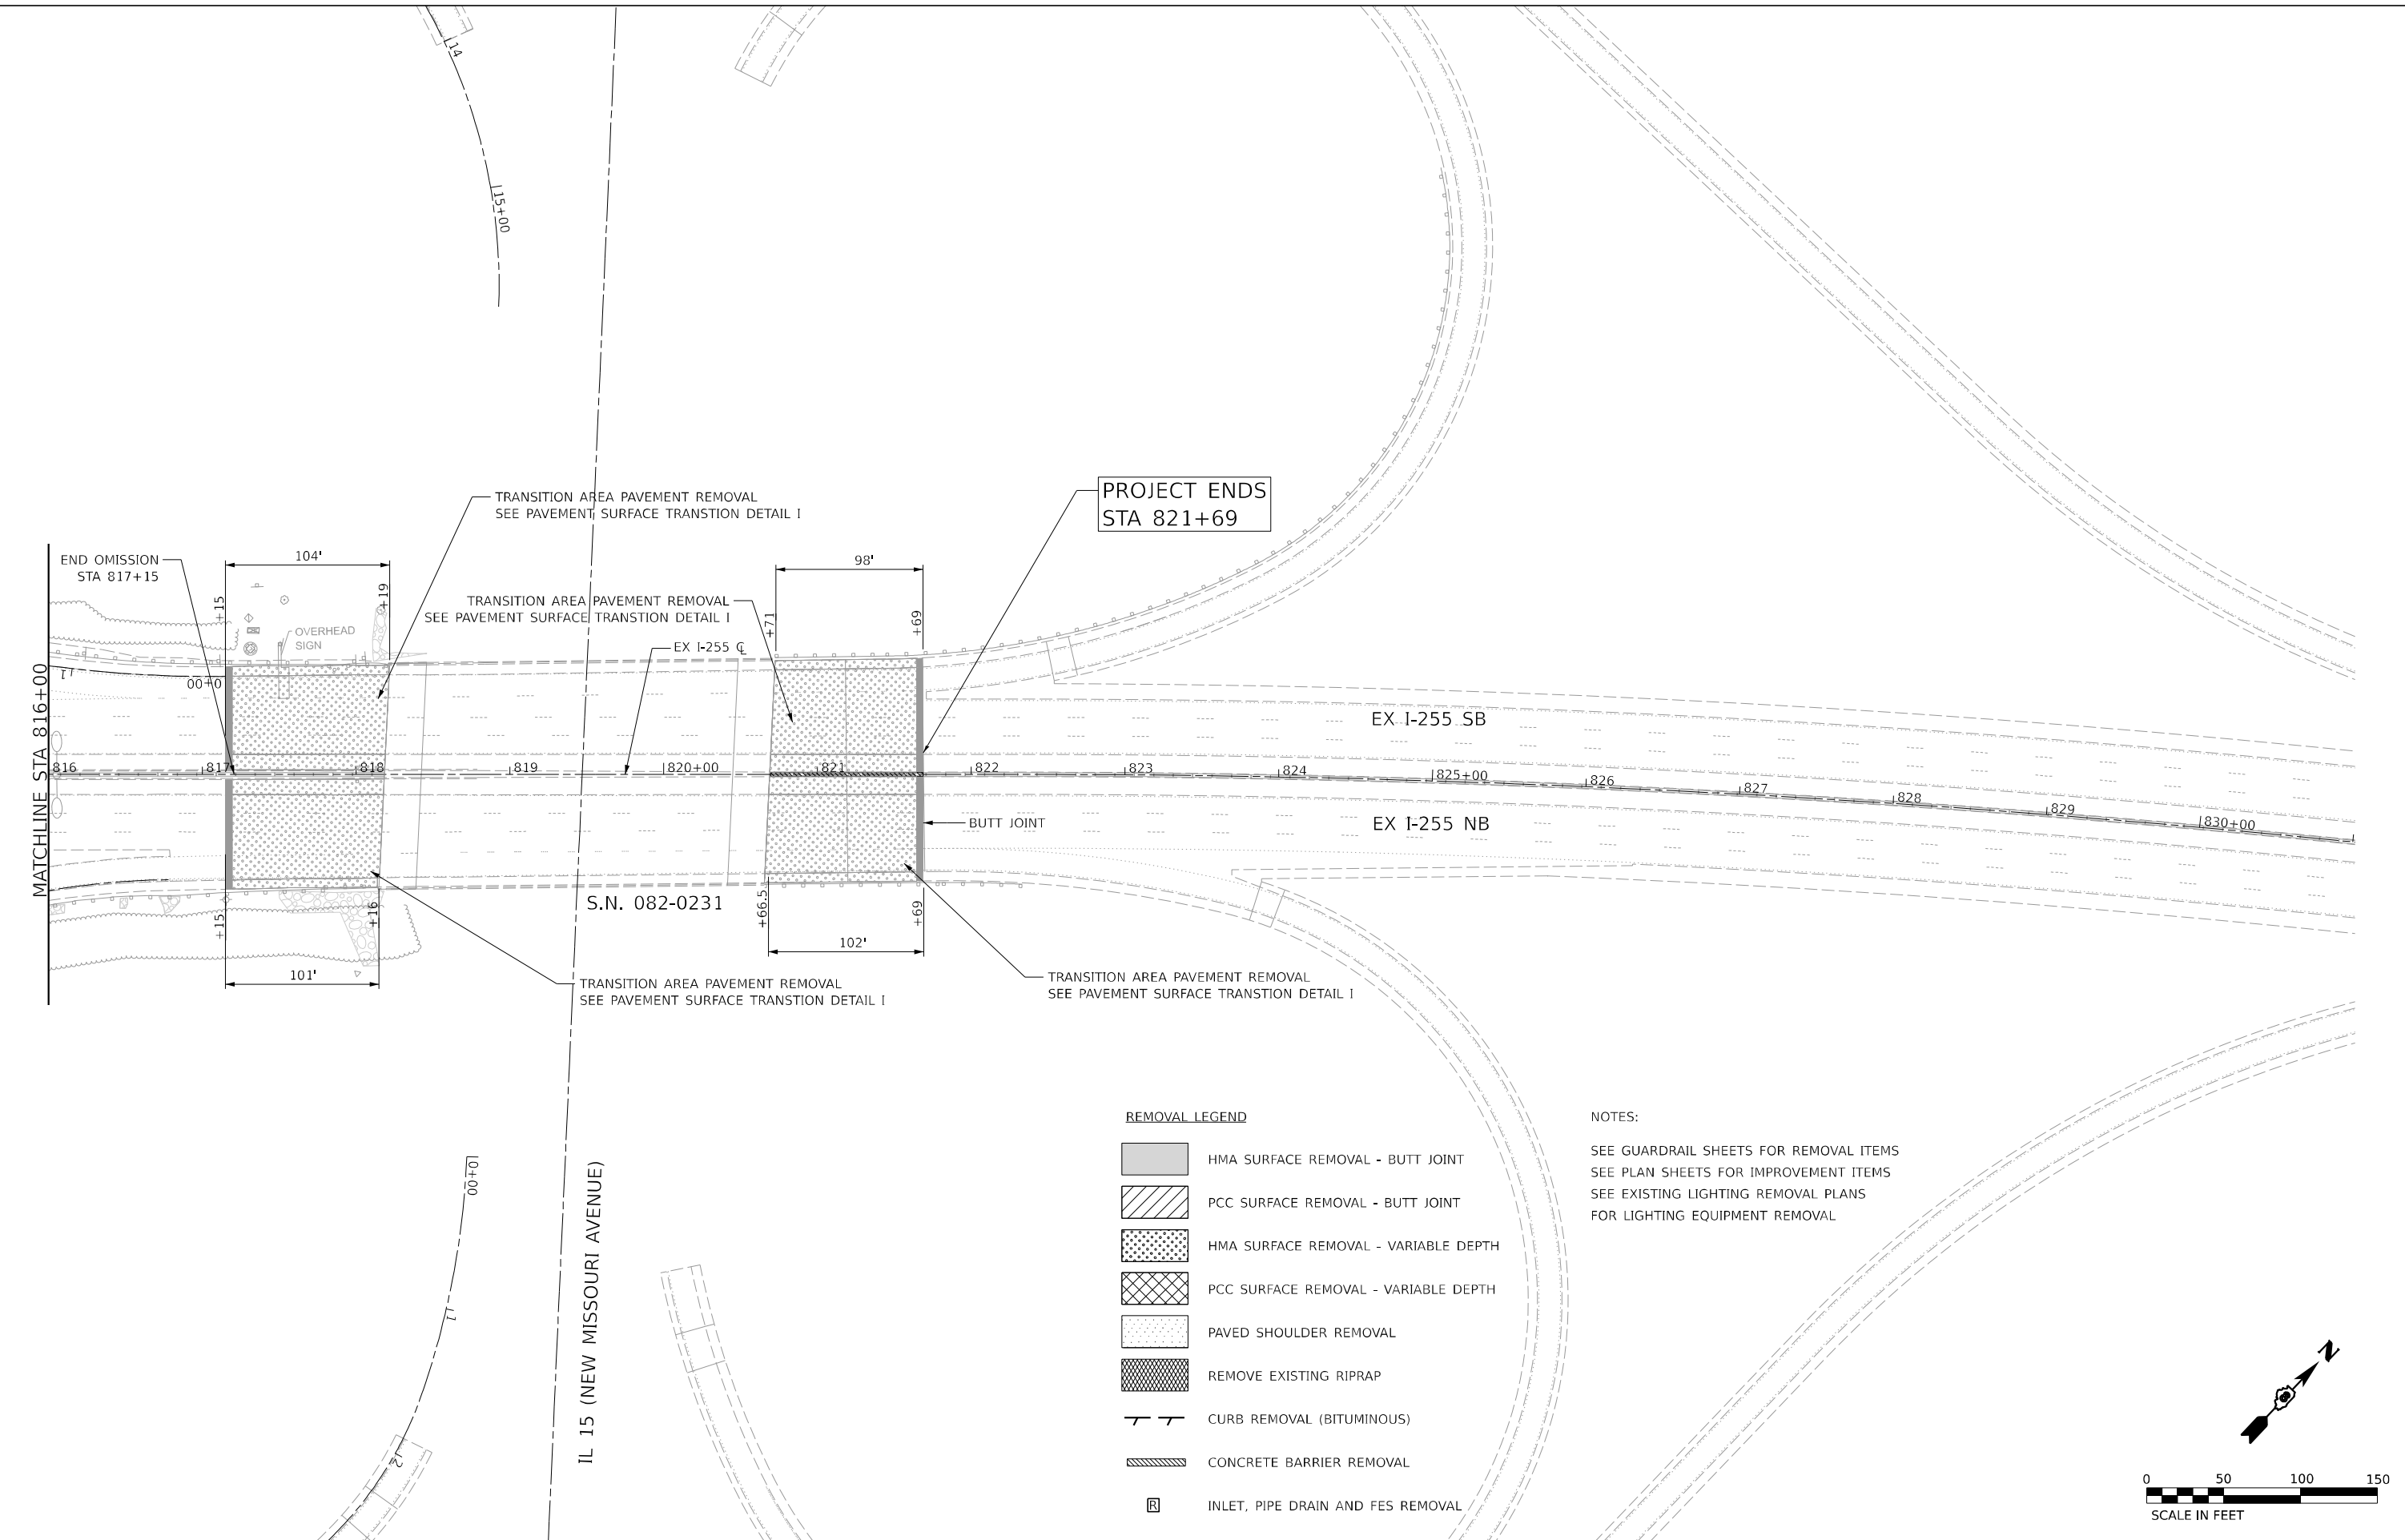 14
15+00
TRANSITION AREA PAVEMENT REMOVAL
SEE PAVEMENT SURFACE TRANSTION DETAIL I
PROJECT ENDS
STA 821+69
END OMISSION
STA 817+15
104'
98'
+15
+19
+71
+69
TRANSITION AREA PAVEMENT REMOVAL
SEE PAVEMENT SURFACE TRANSTION DETAIL I
OVERHEAD
SIGN
EX I-255 ℄
11
0+00
MATCHLINE STA 816+00
EX I-255 SB
816
817
818
819
820+00
821
822
823
824
825+00
826
827
828
829
830+00
BUTT JOINT
EX I-255 NB
+15
+16
+66.5
+69
S.N. 082-0231
101'
102'
TRANSITION AREA PAVEMENT REMOVAL
SEE PAVEMENT SURFACE TRANSTION DETAIL I
TRANSITION AREA PAVEMENT REMOVAL
SEE PAVEMENT SURFACE TRANSTION DETAIL I
10+00
11
12
IL 15 (NEW MISSOURI AVENUE)
REMOVAL LEGEND
HMA SURFACE REMOVAL - BUTT JOINT
PCC SURFACE REMOVAL - BUTT JOINT
HMA SURFACE REMOVAL - VARIABLE DEPTH
PCC SURFACE REMOVAL - VARIABLE DEPTH
PAVED SHOULDER REMOVAL
REMOVE EXISTING RIPRAP
CURB REMOVAL (BITUMINOUS)
CONCRETE BARRIER REMOVAL
R INLET, PIPE DRAIN AND FES REMOVAL
NOTES:
SEE GUARDRAIL SHEETS FOR REMOVAL ITEMS
SEE PLAN SHEETS FOR IMPROVEMENT ITEMS
SEE EXISTING LIGHTING REMOVAL PLANS
FOR LIGHTING EQUIPMENT REMOVAL
N
0 50 100 150
SCALE IN FEET